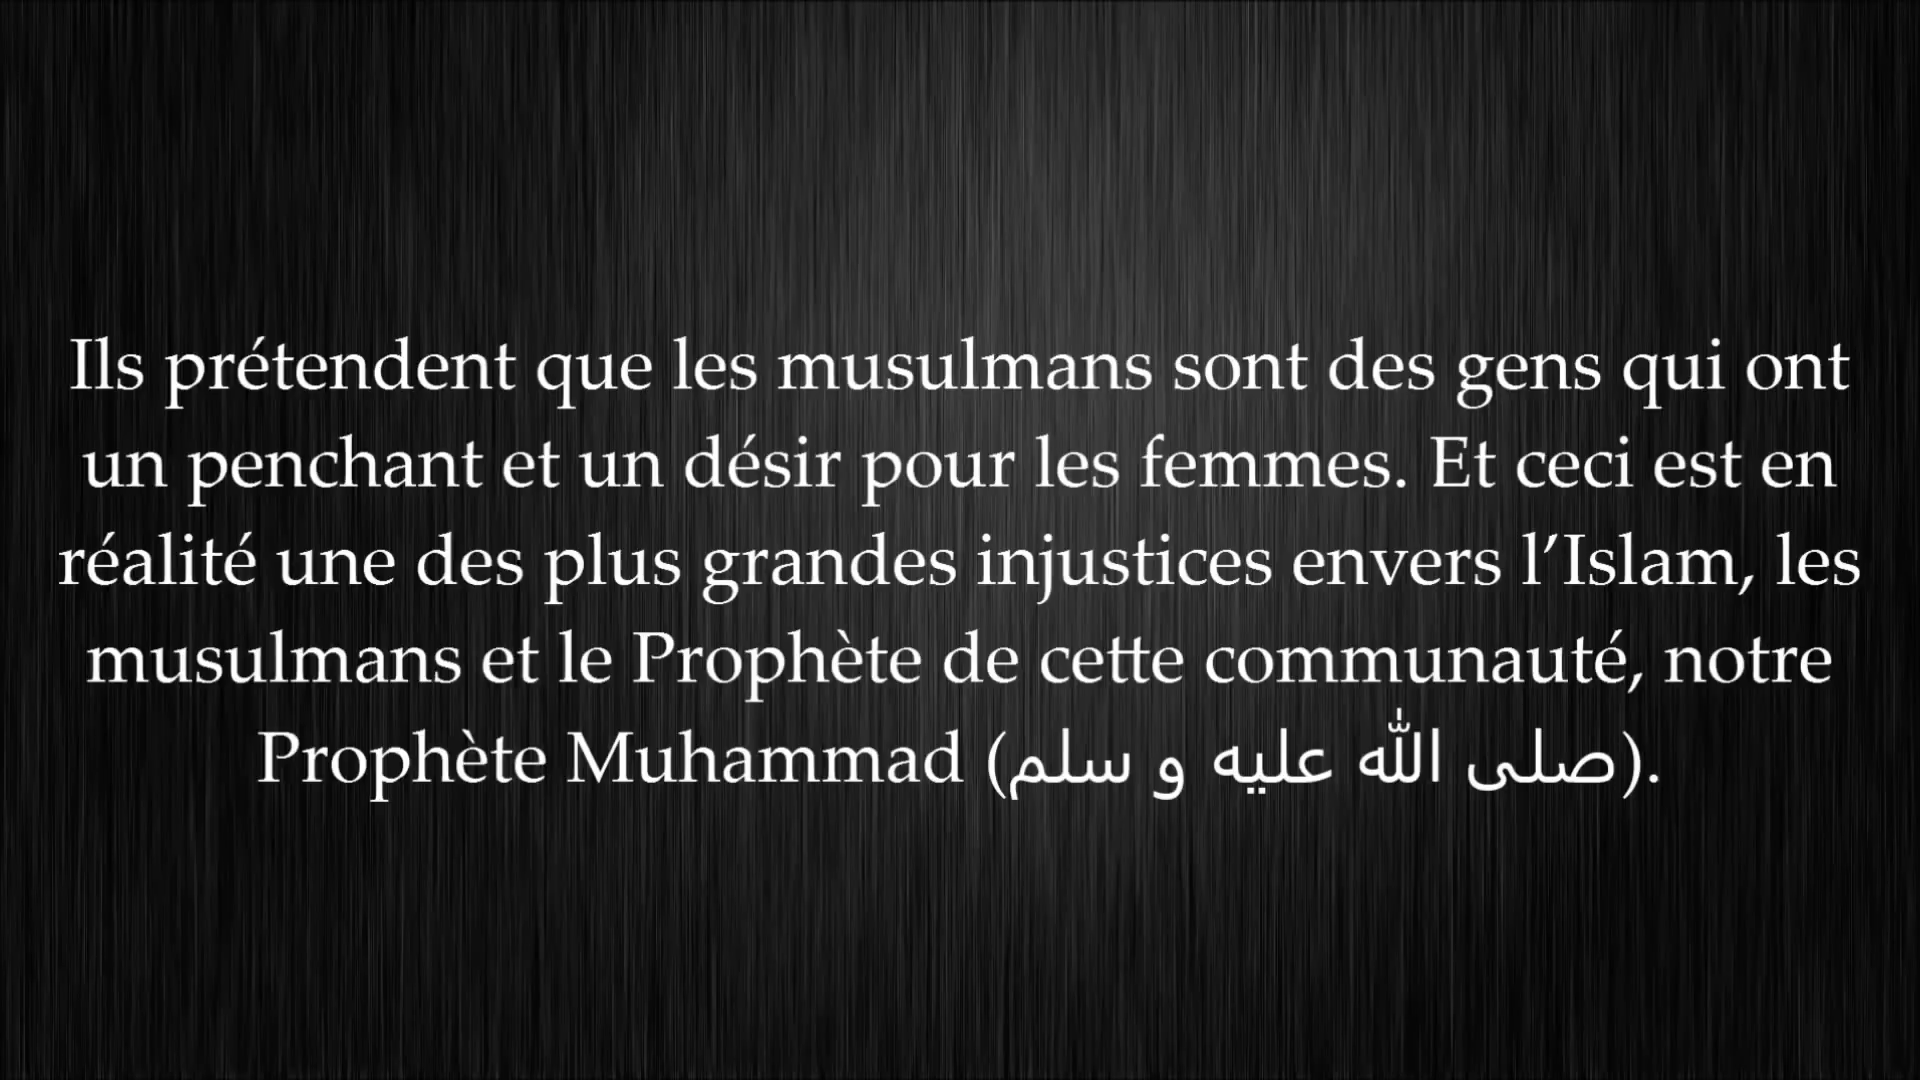 Ils prétendent que les musulmans sont des gens qui ont
un penchant et un désir pour les femmes. Et ceci est en
réalité une des plus grandes injustices envers l’Islam, les
musulmans et le Prophète de cette communauté, notre
Prophète Muhammad (صلى الله عليه و سلم).